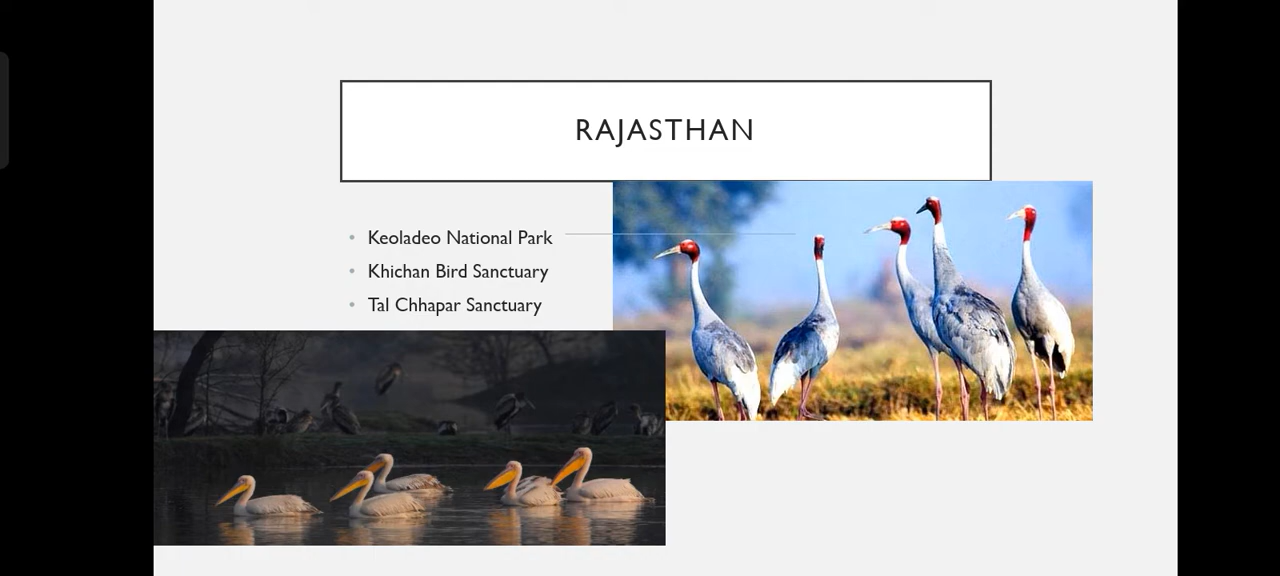 RAJASTHAN
• Keoladeo National Park
• Khichan Bird Sanctuary
• Tal Chhapar Sanctuary